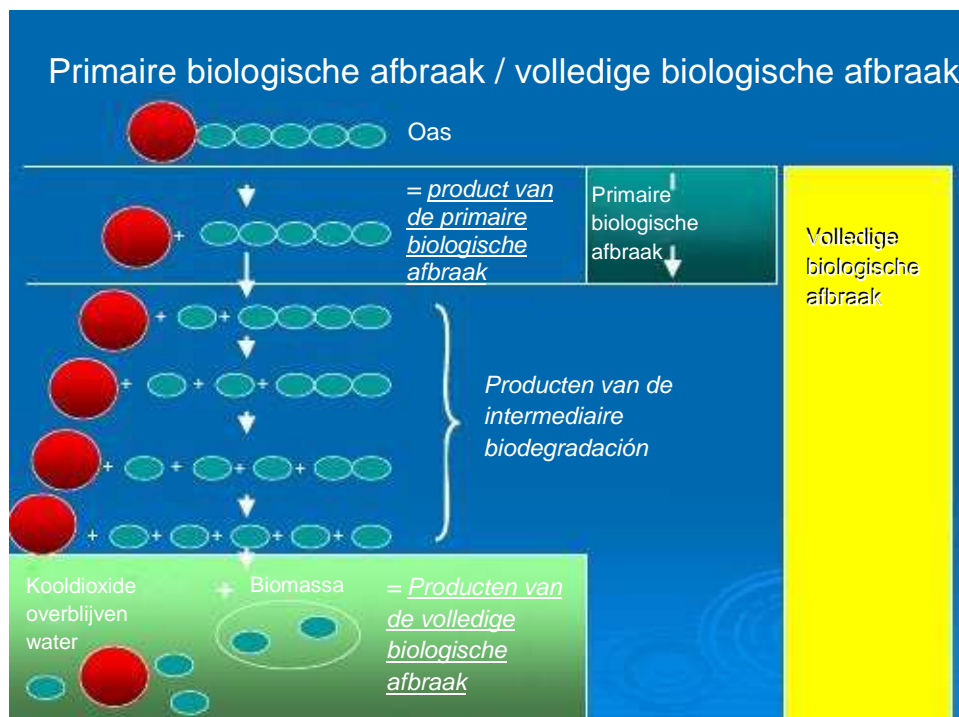 Primaire biologische afbraak / volledige biologische afbraak
Oas
= product van
de primaire
biologische
afbraak
Primaire
biologische
afbraak
Volledige
biologische
afbraak
+
+ +
+ + +
+ + + +
+ + + + +
Producten van de
intermediaire
biodegradación
Kooldioxide
overblijven
water
+ Biomassa
= Producten van
de volledige
biologische
afbraak